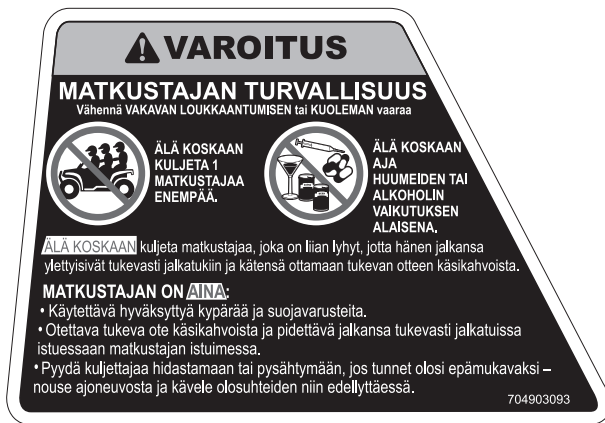 VAROITUS
MATKUSTAJAN TURVALLISUUS
Vähennä VAKAVAN LOUKKAANTUMISEN tai KUOLEMAN vaaraa
ÄLÄ KOSKAAN
KULJETA 1
MATKUSTAJAA
ENEMPÄÄ.
ÄLÄ KOSKAAN
AJA
HUUMEIDEN TAI
ALKOHOLIN
VAIKUTUKSEN
ALAISENA.
ÄLÄ KOSKAAN kuljeta matkustajaa, joka on liian lyhyt, jotta hänen jalkansa
ylettyisivät tukevasti jalkatukiin ja kätensä ottamaan tukevan otteen käsikahvoista.
MATKUSTAJAN ON AINA:
• Käytettävä hyväksyttyä kypärää ja suojavarusteita.
• Otettava tukeva ote käsikahvoista ja pidettävä jalkansa tukevasti jalkatuissa
istuessaan matkustajan istuimessa.
• Pyydä kuljettajaa hidastamaan tai pysähtymään, jos tunnet olosi epämukavaksi –
nouse ajoneuvosta ja kävele olosuhteiden niin edellyttäessä.
704903093